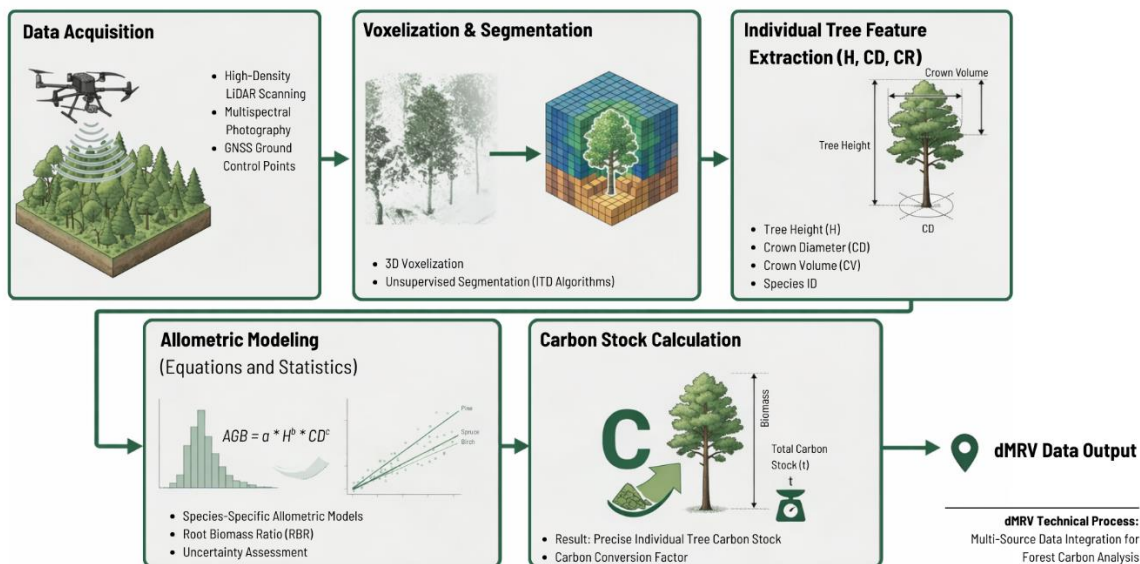 Data Acquisition
• High-Density
LiDAR Scanning
• Multispectral
Photography
• GNSS Ground
Control Points
Voxelization & Segmentation
• 3D Voxelization
• Unsupervised Segmentation (ITD Algorithms)
Individual Tree Feature
Extraction (H, CD, CR)
Crown Volume
Tree Height
CD
• Tree Height (H)
• Crown Diameter (CD)
• Crown Volume (CV)
• Species ID
Allometric Modeling
(Equations and Statistics)
AGB = a * H^b * CD^c
Pine
Spruce
Birch
• Species-Specific Allometric Models
• Root Biomass Ratio (RBR)
• Uncertainty Assessment
Carbon Stock Calculation
C
Biomass
Total Carbon
Stock (t)
t
• Result: Precise Individual Tree Carbon Stock
• Carbon Conversion Factor
dMRV Data Output
dMRV Technical Process:
Multi-Source Data Integration for
Forest Carbon Analysis